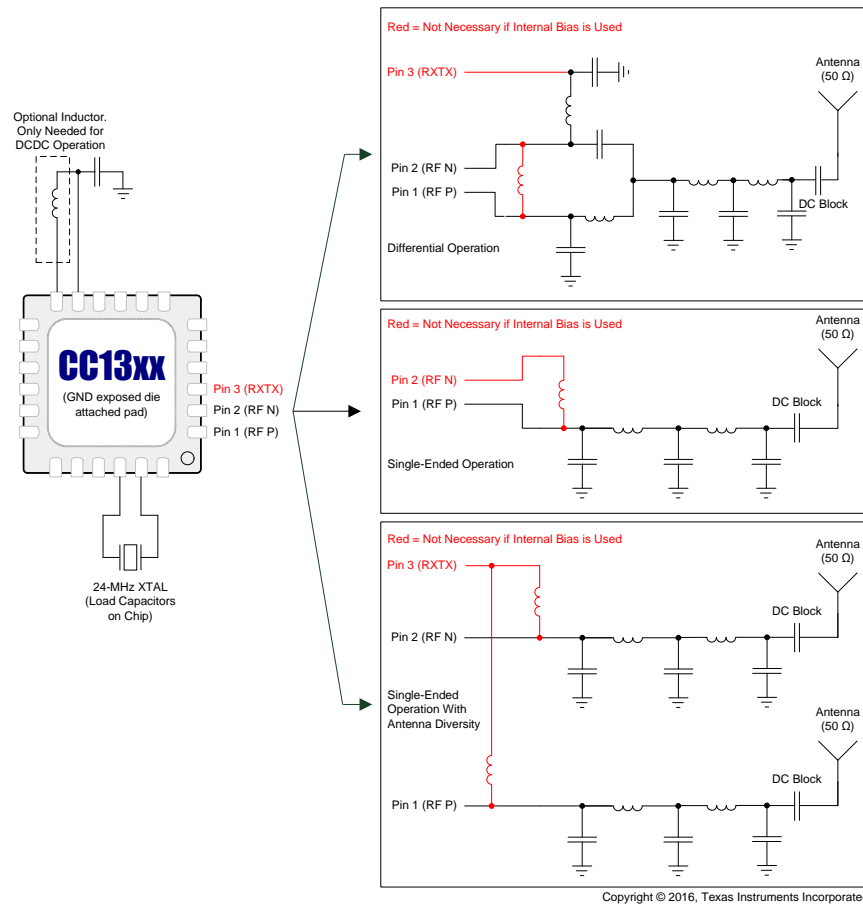 Optional Inductor.
Only Needed for
DCDC Operation
CC13xx
(GND exposed die
attached pad)
Pin 3 (RXTX)
Pin 2 (RF N)
Pin 1 (RF P)
24-MHz XTAL
(Load Capacitors
on Chip)
Red = Not Necessary if Internal Bias is Used
Antenna
(50 Ω)
Pin 3 (RXTX)
Pin 2 (RF N)
Pin 1 (RF P)
DC Block
Differential Operation
Red = Not Necessary if Internal Bias is Used
Antenna
(50 Ω)
Pin 2 (RF N)
Pin 1 (RF P)
DC Block
Single-Ended Operation
Red = Not Necessary if Internal Bias is Used
Antenna
(50 Ω)
Pin 3 (RXTX)
DC Block
Pin 2 (RF N)
Single-Ended
Operation With
Antenna Diversity
Antenna
(50 Ω)
DC Block
Pin 1 (RF P)
Copyright © 2016, Texas Instruments Incorporate